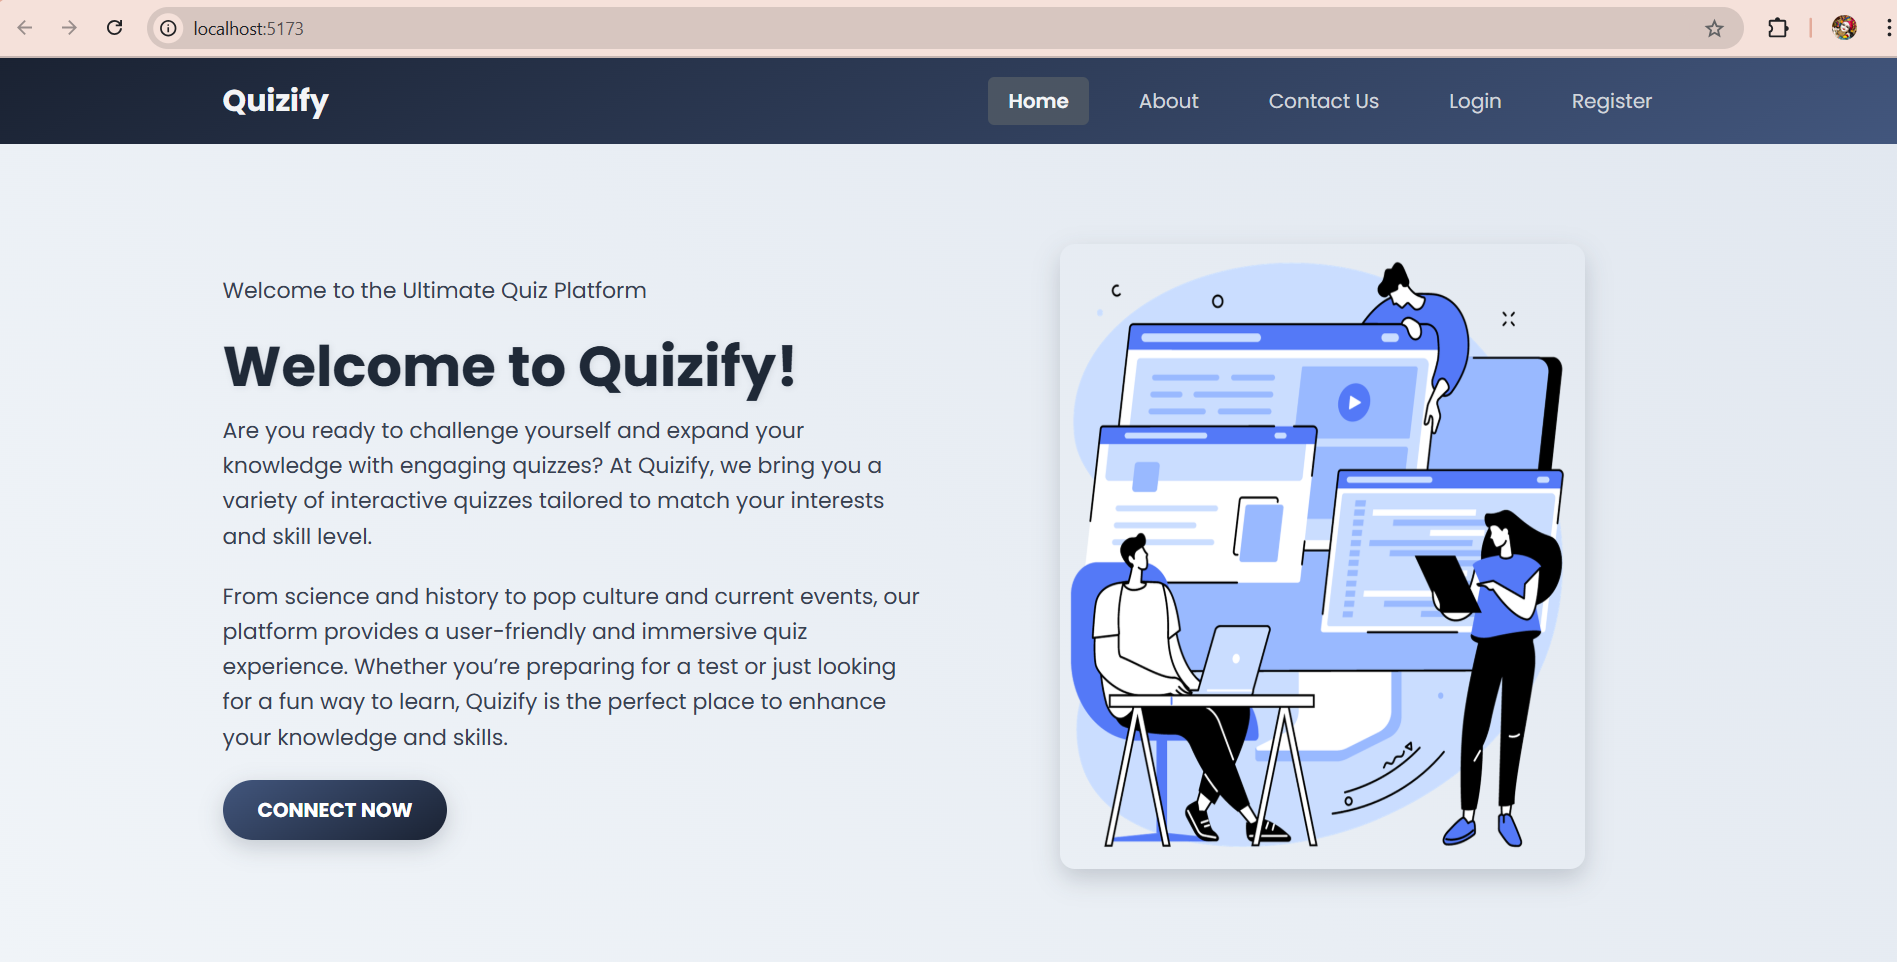 localhost:5173
Quizify
Home
About
Contact Us
Login
Register
Welcome to the Ultimate Quiz Platform
Welcome to Quizify!
Are you ready to challenge yourself and expand your
knowledge with engaging quizzes? At Quizify, we bring you a
variety of interactive quizzes tailored to match your interests
and skill level.
From science and history to pop culture and current events, our
platform provides a user-friendly and immersive quiz
experience. Whether you’re preparing for a test or just looking
for a fun way to learn, Quizify is the perfect place to enhance
your knowledge and skills.
CONNECT NOW